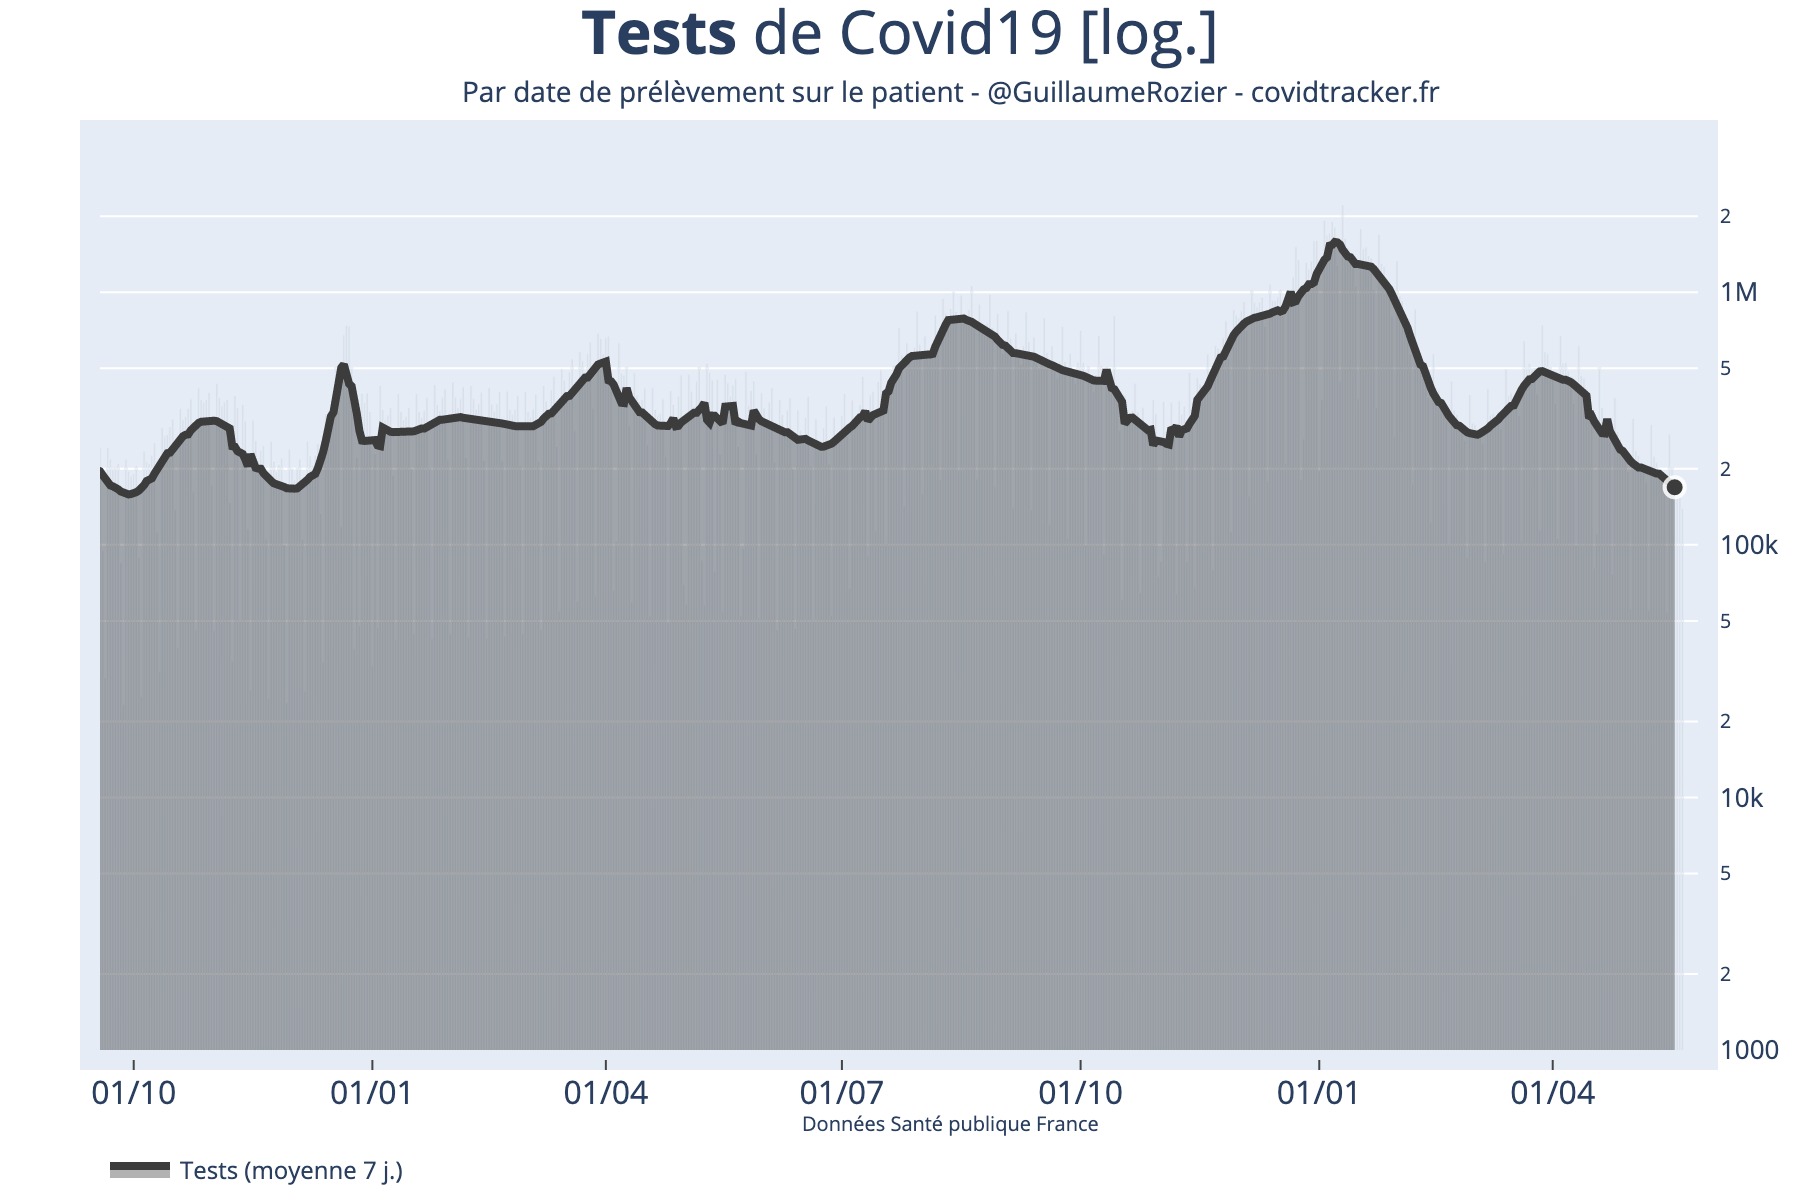 Tests de Covid19 [log.]
Par date de prélèvement sur le patient - @GuillaumeRozier - covidtracker.fr
2
1M
5
2
100k
5
2
10k
5
2
1000
01/10 01/01 01/04 01/07 01/10 01/01 01/04
Données Santé publique France
Tests (moyenne 7 j.)